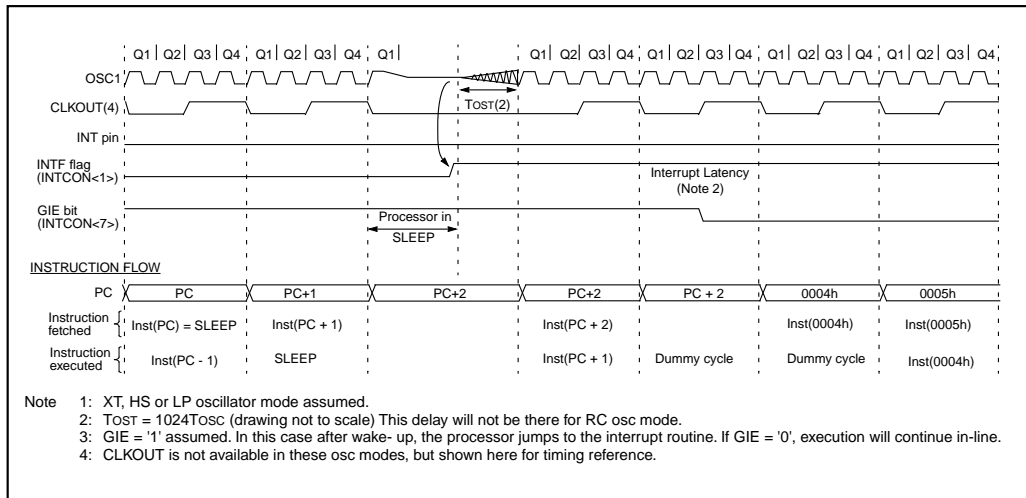 Q1 Q2 Q3 Q4 Q1 Q2 Q3 Q4 Q1 Q1 Q2 Q3 Q4 Q1 Q2 Q3 Q4 Q1 Q2 Q3 Q4 Q1 Q2 Q3 Q4
OSC1
TOST(2)
CLKOUT(4)
INT pin
INTF flag
(INTCON<1>)
Interrupt Latency
(Note 2)
GIE bit
(INTCON<7>)
Processor in
SLEEP
INSTRUCTION FLOW
PC PC PC+1 PC+2 PC+2 PC + 2 0004h 0005h
Instruction
fetched
Inst(PC) = SLEEP Inst(PC + 1) Inst(PC + 2) Inst(0004h) Inst(0005h)
Instruction
executed
Inst(PC - 1) SLEEP Inst(PC + 1) Dummy cycle Dummy cycle Inst(0004h)
Note 1: XT, HS or LP oscillator mode assumed.
2: TOST = 1024TOSC (drawing not to scale) This delay will not be there for RC osc mode.
3: GIE = '1' assumed. In this case after wake- up, the processor jumps to the interrupt routine. If GIE = '0', execution will continue in-line.
4: CLKOUT is not available in these osc modes, but shown here for timing reference.